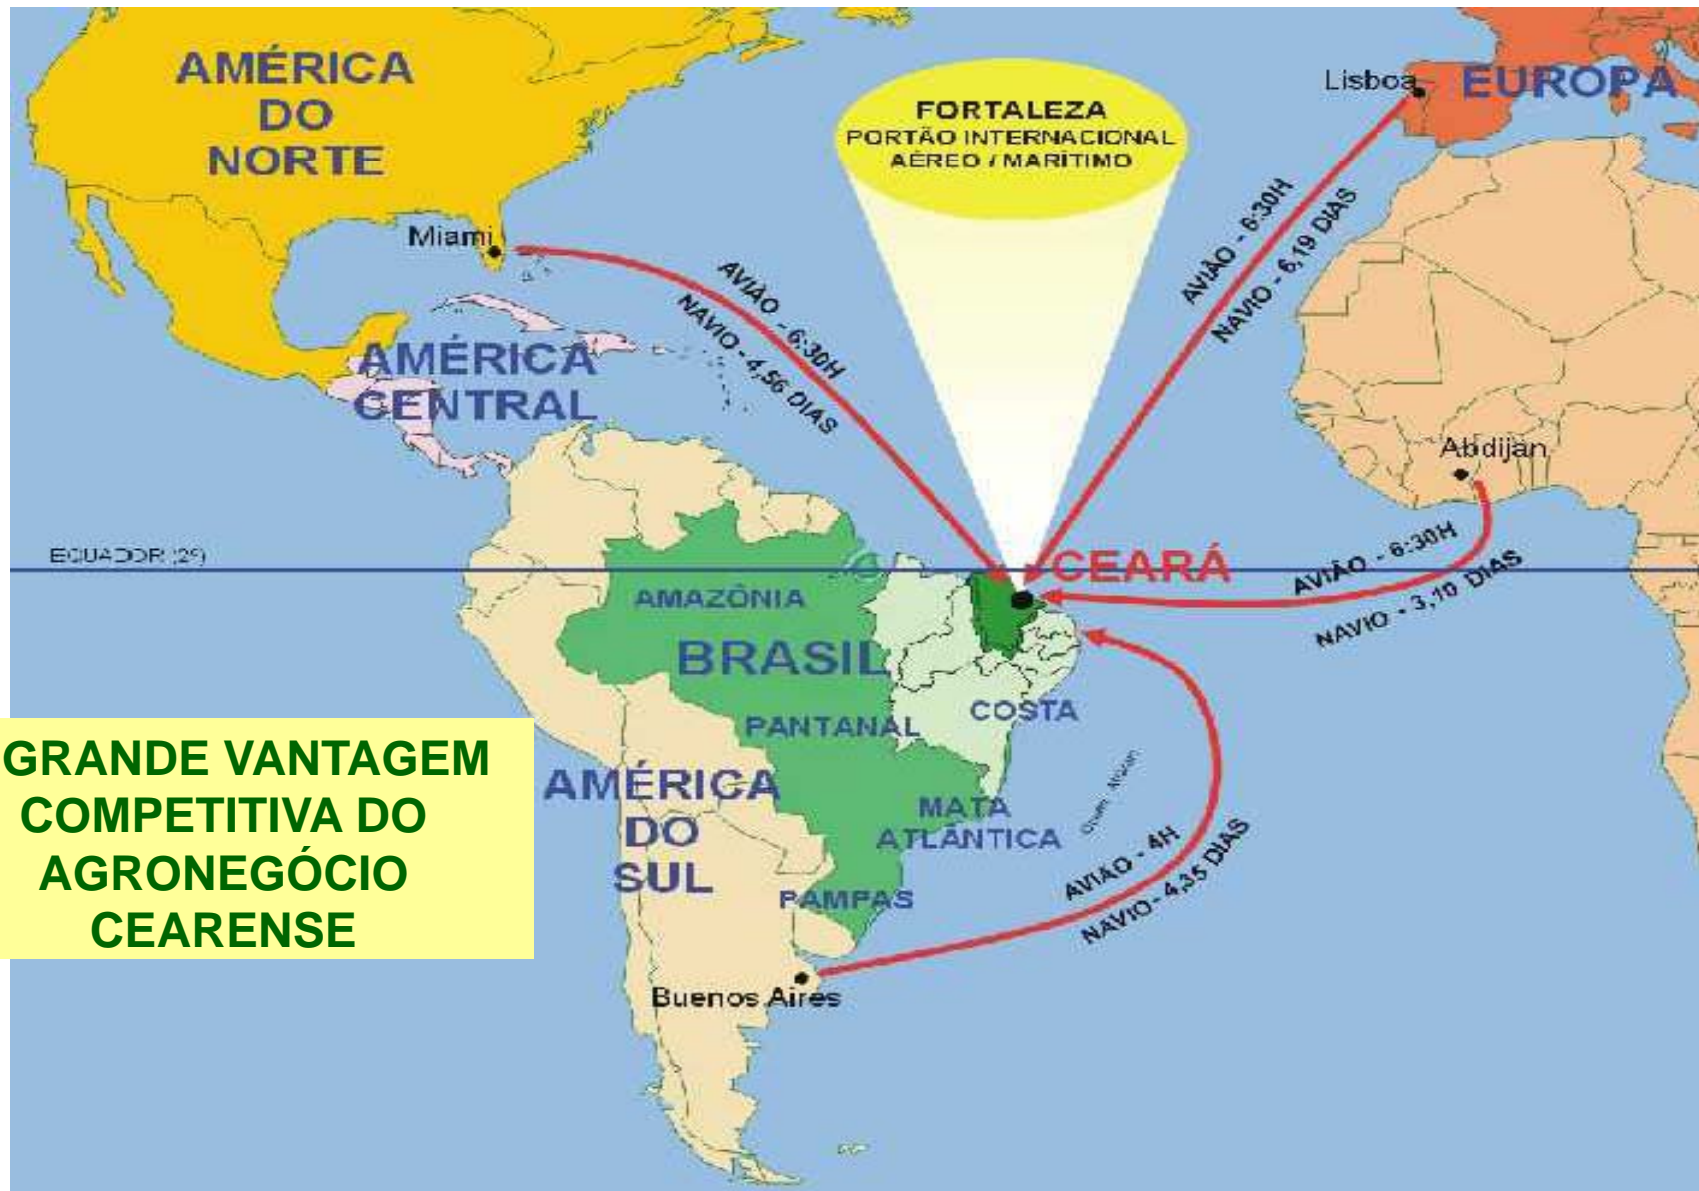 AMÉRICA
DO
NORTE
Miami
AMÉRICA
CENTRAL
FORTALEZA
PORTÃO INTERNACIONAL
AÉREO / MARÍTIMO
Lisboa
EUROPA
AVIÃO - 6:30H
NAVIO - 4,56 DIAS
AVIÃO - 6:30H
NAVIO - 6,19 DIAS
Abdijan
AVIÃO - 6:30H
NAVIO - 3,10 DIAS
EQUADOR (2º)
CEARÁ
AMAZÔNIA
BRASIL
PANTANAL
COSTA
MATA
ATLÂNTICA
AMÉRICA
DO
SUL
PAMPAS
AVIÃO - 4H
NAVIO - 4,35 DIAS
Buenos Aires
GRANDE VANTAGEM
COMPETITIVA DO
AGRONEGÓCIO
CEARENSE